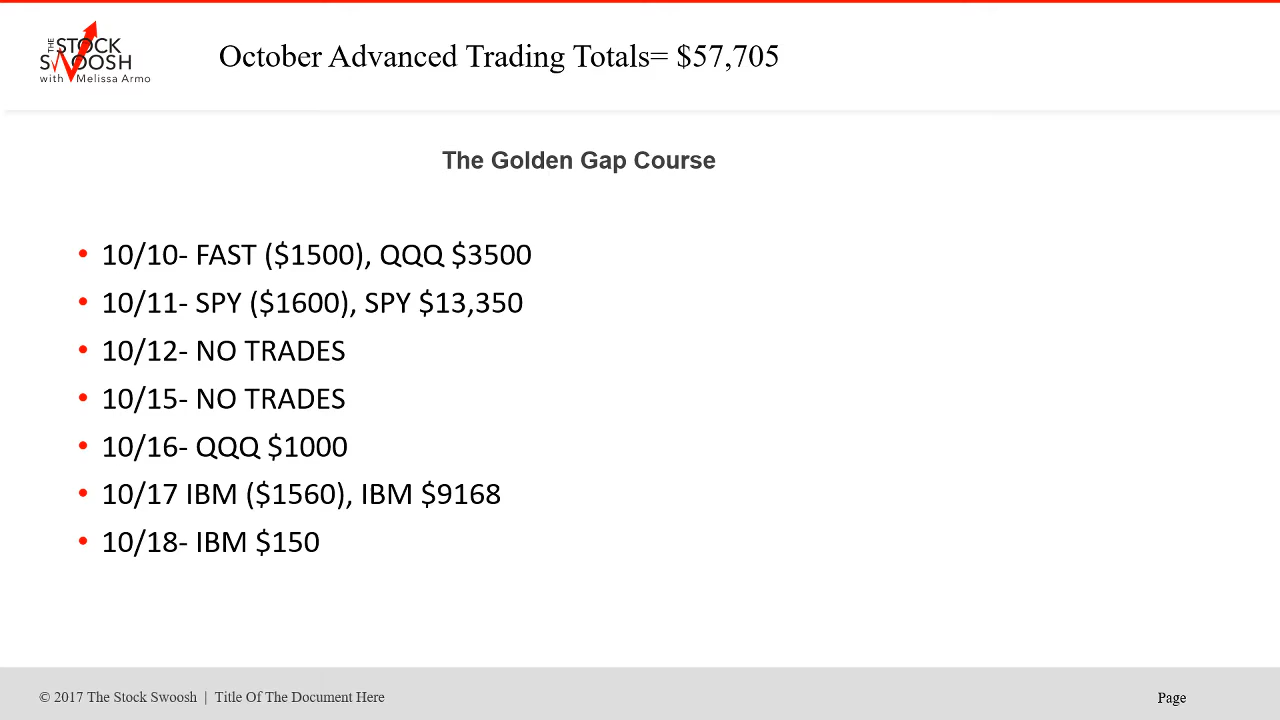 THE STOCK
SWOOSH
with Melissa Armo
October Advanced Trading Totals= $57,705
The Golden Gap Course
• 10/10- FAST ($1500), QQQ $3500
• 10/11- SPY ($1600), SPY $13,350
• 10/12- NO TRADES
• 10/15- NO TRADES
• 10/16- QQQ $1000
• 10/17 IBM ($1560), IBM $9168
• 10/18- IBM $150
© 2017 The Stock Swoosh | Title Of The Document Here
Page